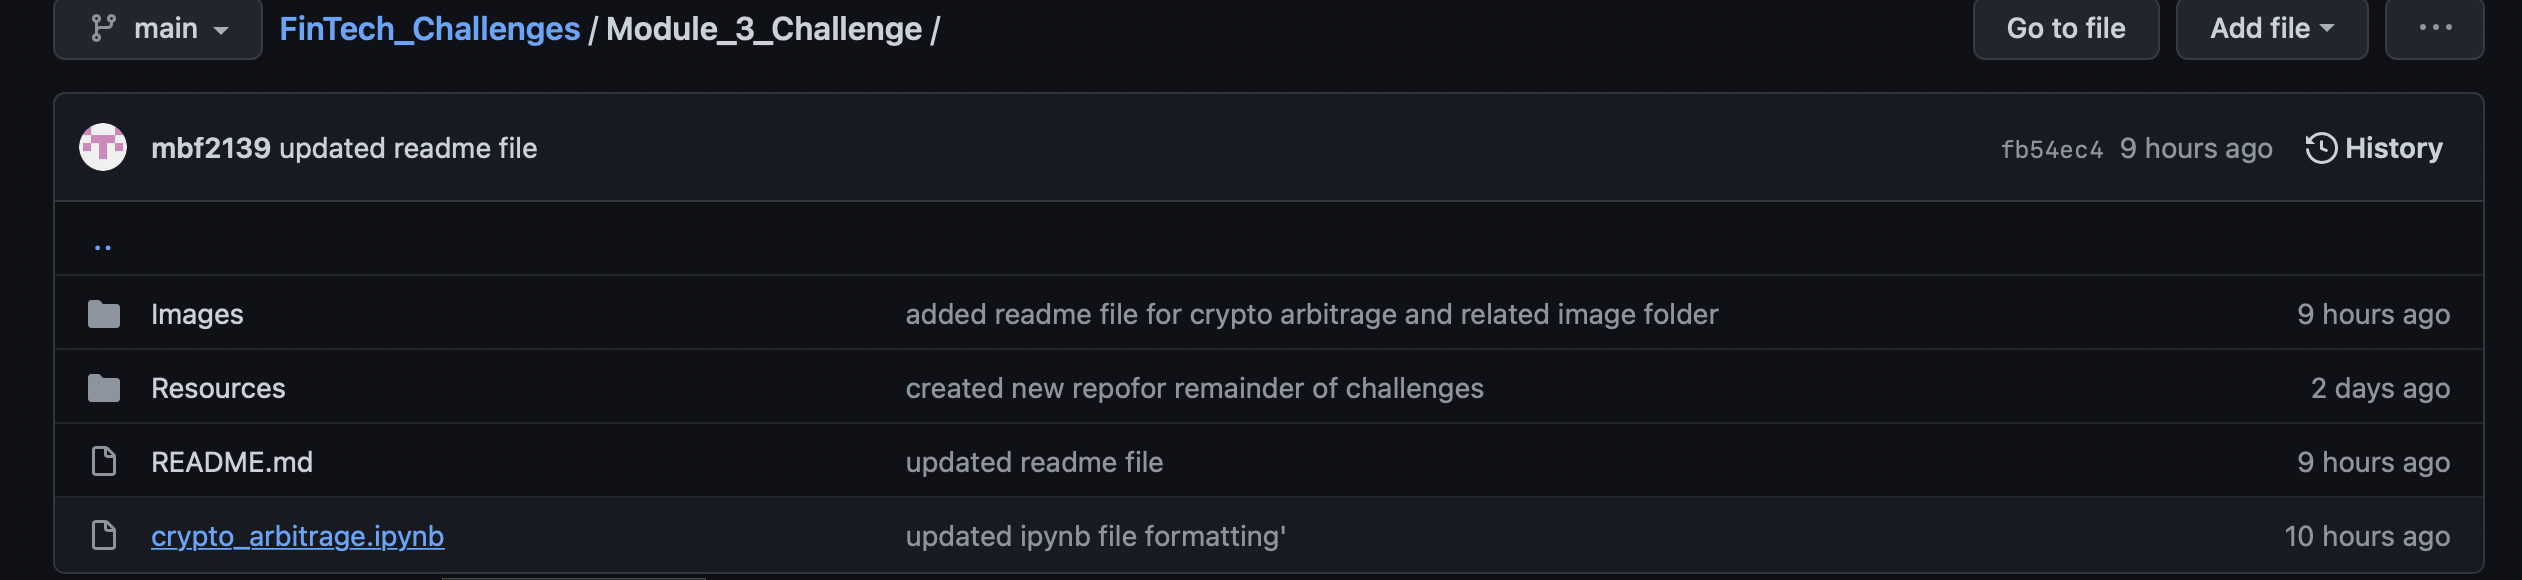 main FinTech_Challenges / Module_3_Challenge / Go to file Add file ...
mbf2139 updated readme file fb54ec4 9 hours ago History
..
Images added readme file for crypto arbitrage and related image folder 9 hours ago
Resources created new repofor remainder of challenges 2 days ago
README.md updated readme file 9 hours ago
crypto_arbitrage.ipynb updated ipynb file formatting' 10 hours ago